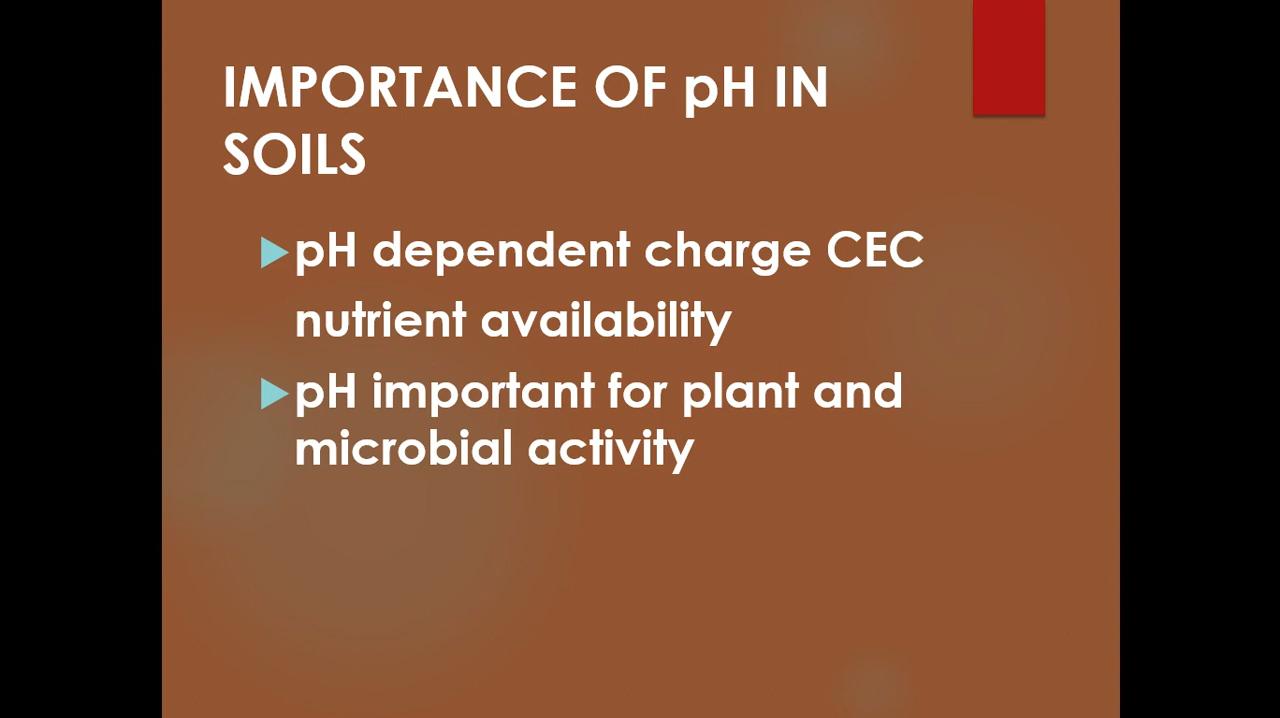 IMPORTANCE OF pH IN
SOILS
pH dependent charge CEC
nutrient availability
pH important for plant and
microbial activity